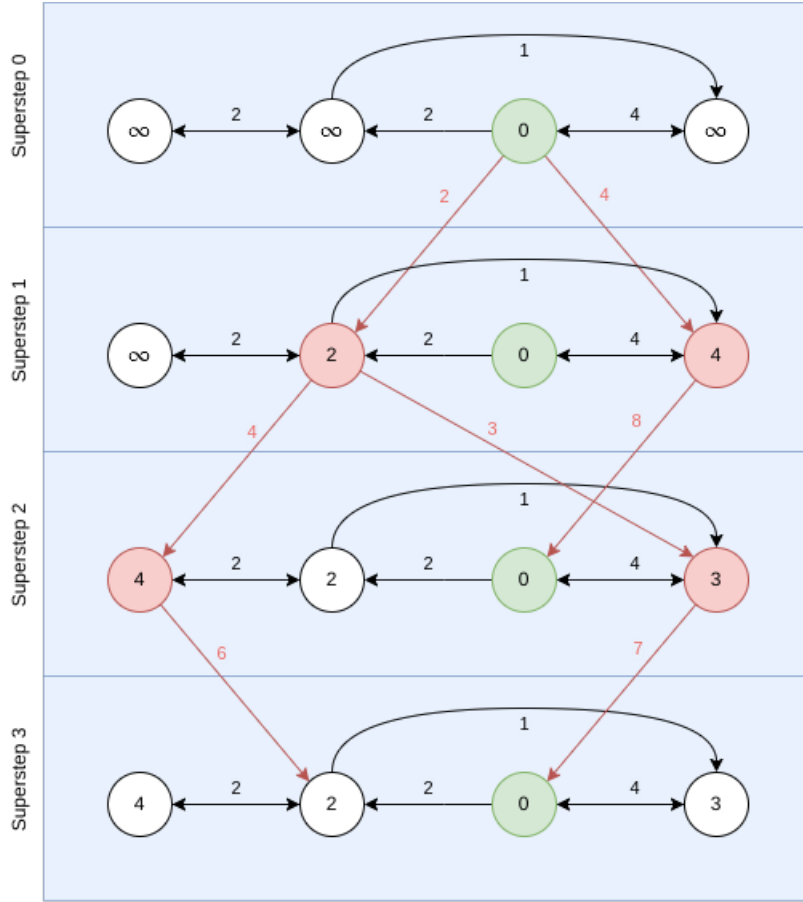 Superstep 0
1
2 2 4
∞ ∞ 0 ∞
2 4
Superstep 1
1
2 2 4
∞ 2 0 4
4 3 8
Superstep 2
1
2 2 4
4 2 0 3
6 7
Superstep 3
1
2 2 4
4 2 0 3